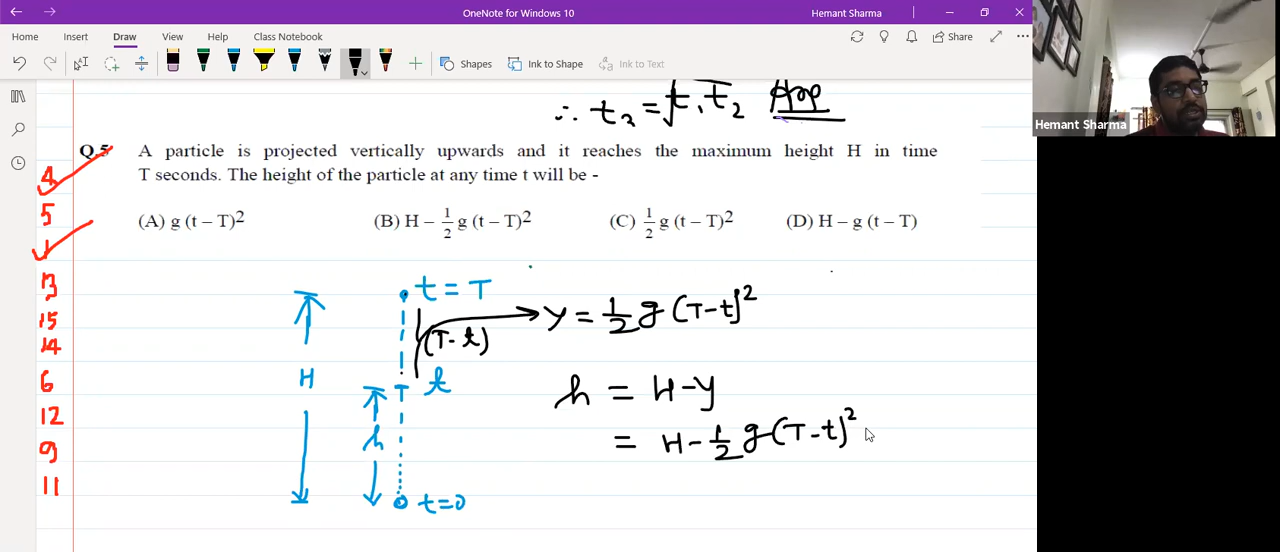 OneNote for Windows 10
Hemant Sharma
Home Insert Draw View Class Notebook
Share
Shapes Ink to Shape Ink to Text
∴ t₃ = √t₁ t₂ Ans
Q.5 A particle is projected vertically upwards and it reaches the maximum height H in time
T seconds. The height of the particle at any time t will be -
(A) g (t – T)² (B) H – 1/2 g (t – T)² (C) 1/2 g (t – T)² (D) H – g (t – T)
4
5
1
13
15
14
6
12
9
11
t = T
y = 1/2 g (T-t)²
(T-t)
H
t
h
t=0
h = H-y
= H - 1/2 g (T-t)²
Hemant Sharma